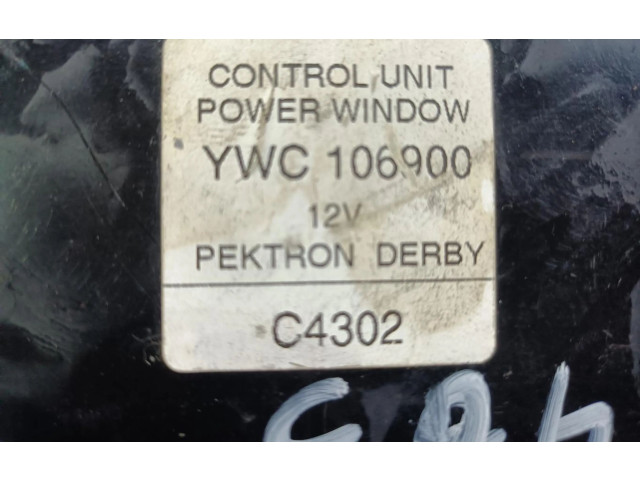 CONTROL UNIT
POWER WINDOW
YWC 106900
12V
PEKTRON DERBY
C4302